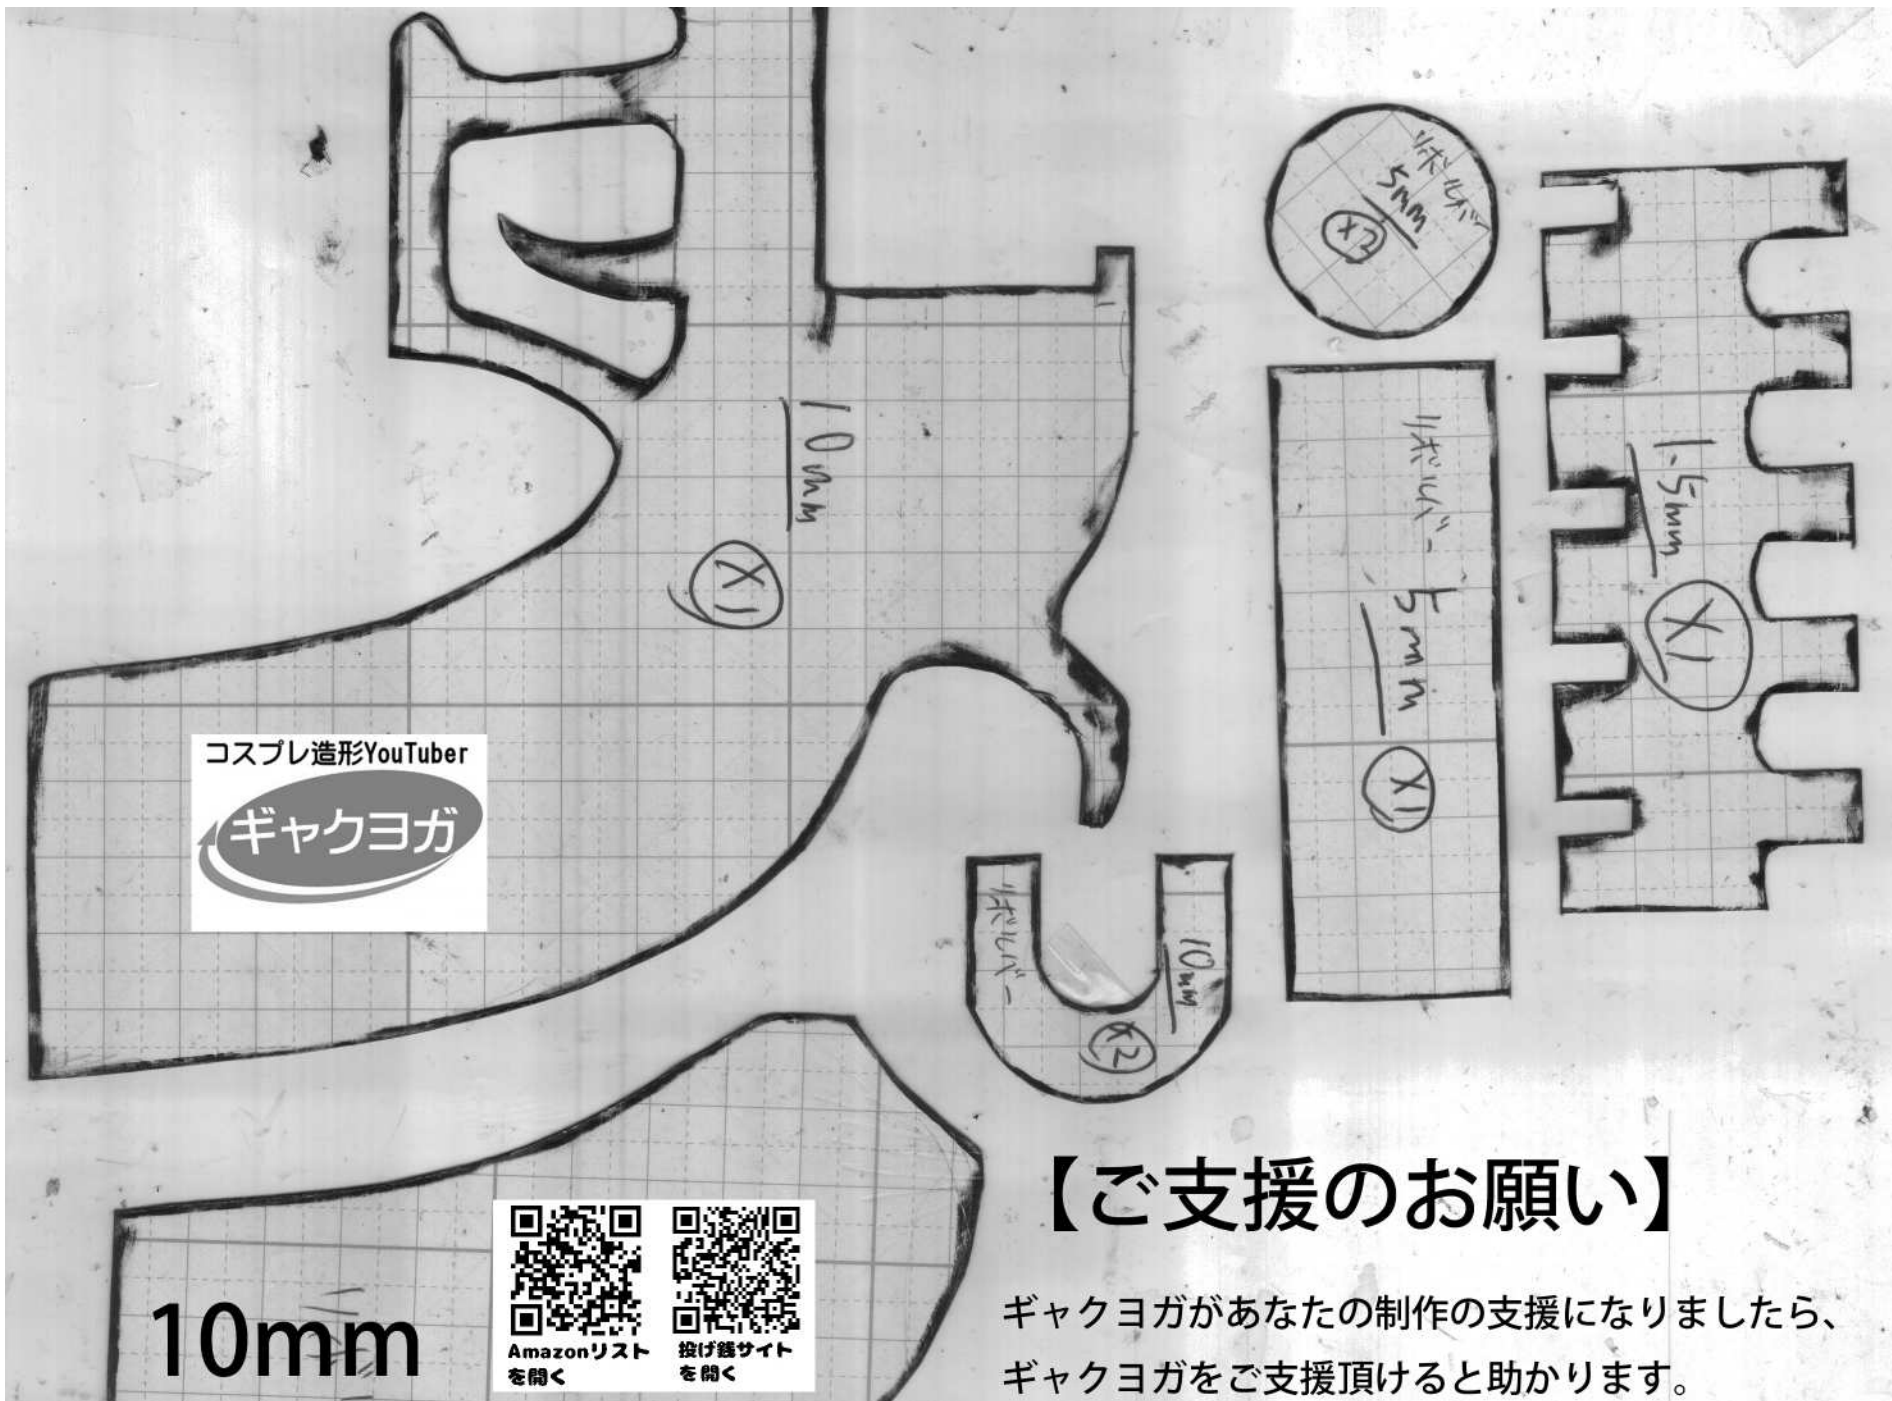 リボルバー
5mm
X2
10mm
X1
リボルバー 5mm
X1
1.5mm
X1
コスプレ造形YouTuber
ギャクヨガ
リボルバー
10mm
X2
【ご支援のお願い】
10mm
Amazonリスト
を開く
投げ銭サイト
を開く
ギャクヨガがあなたの制作の支援になりましたら、
ギャクヨガをご支援頂けると助かります。